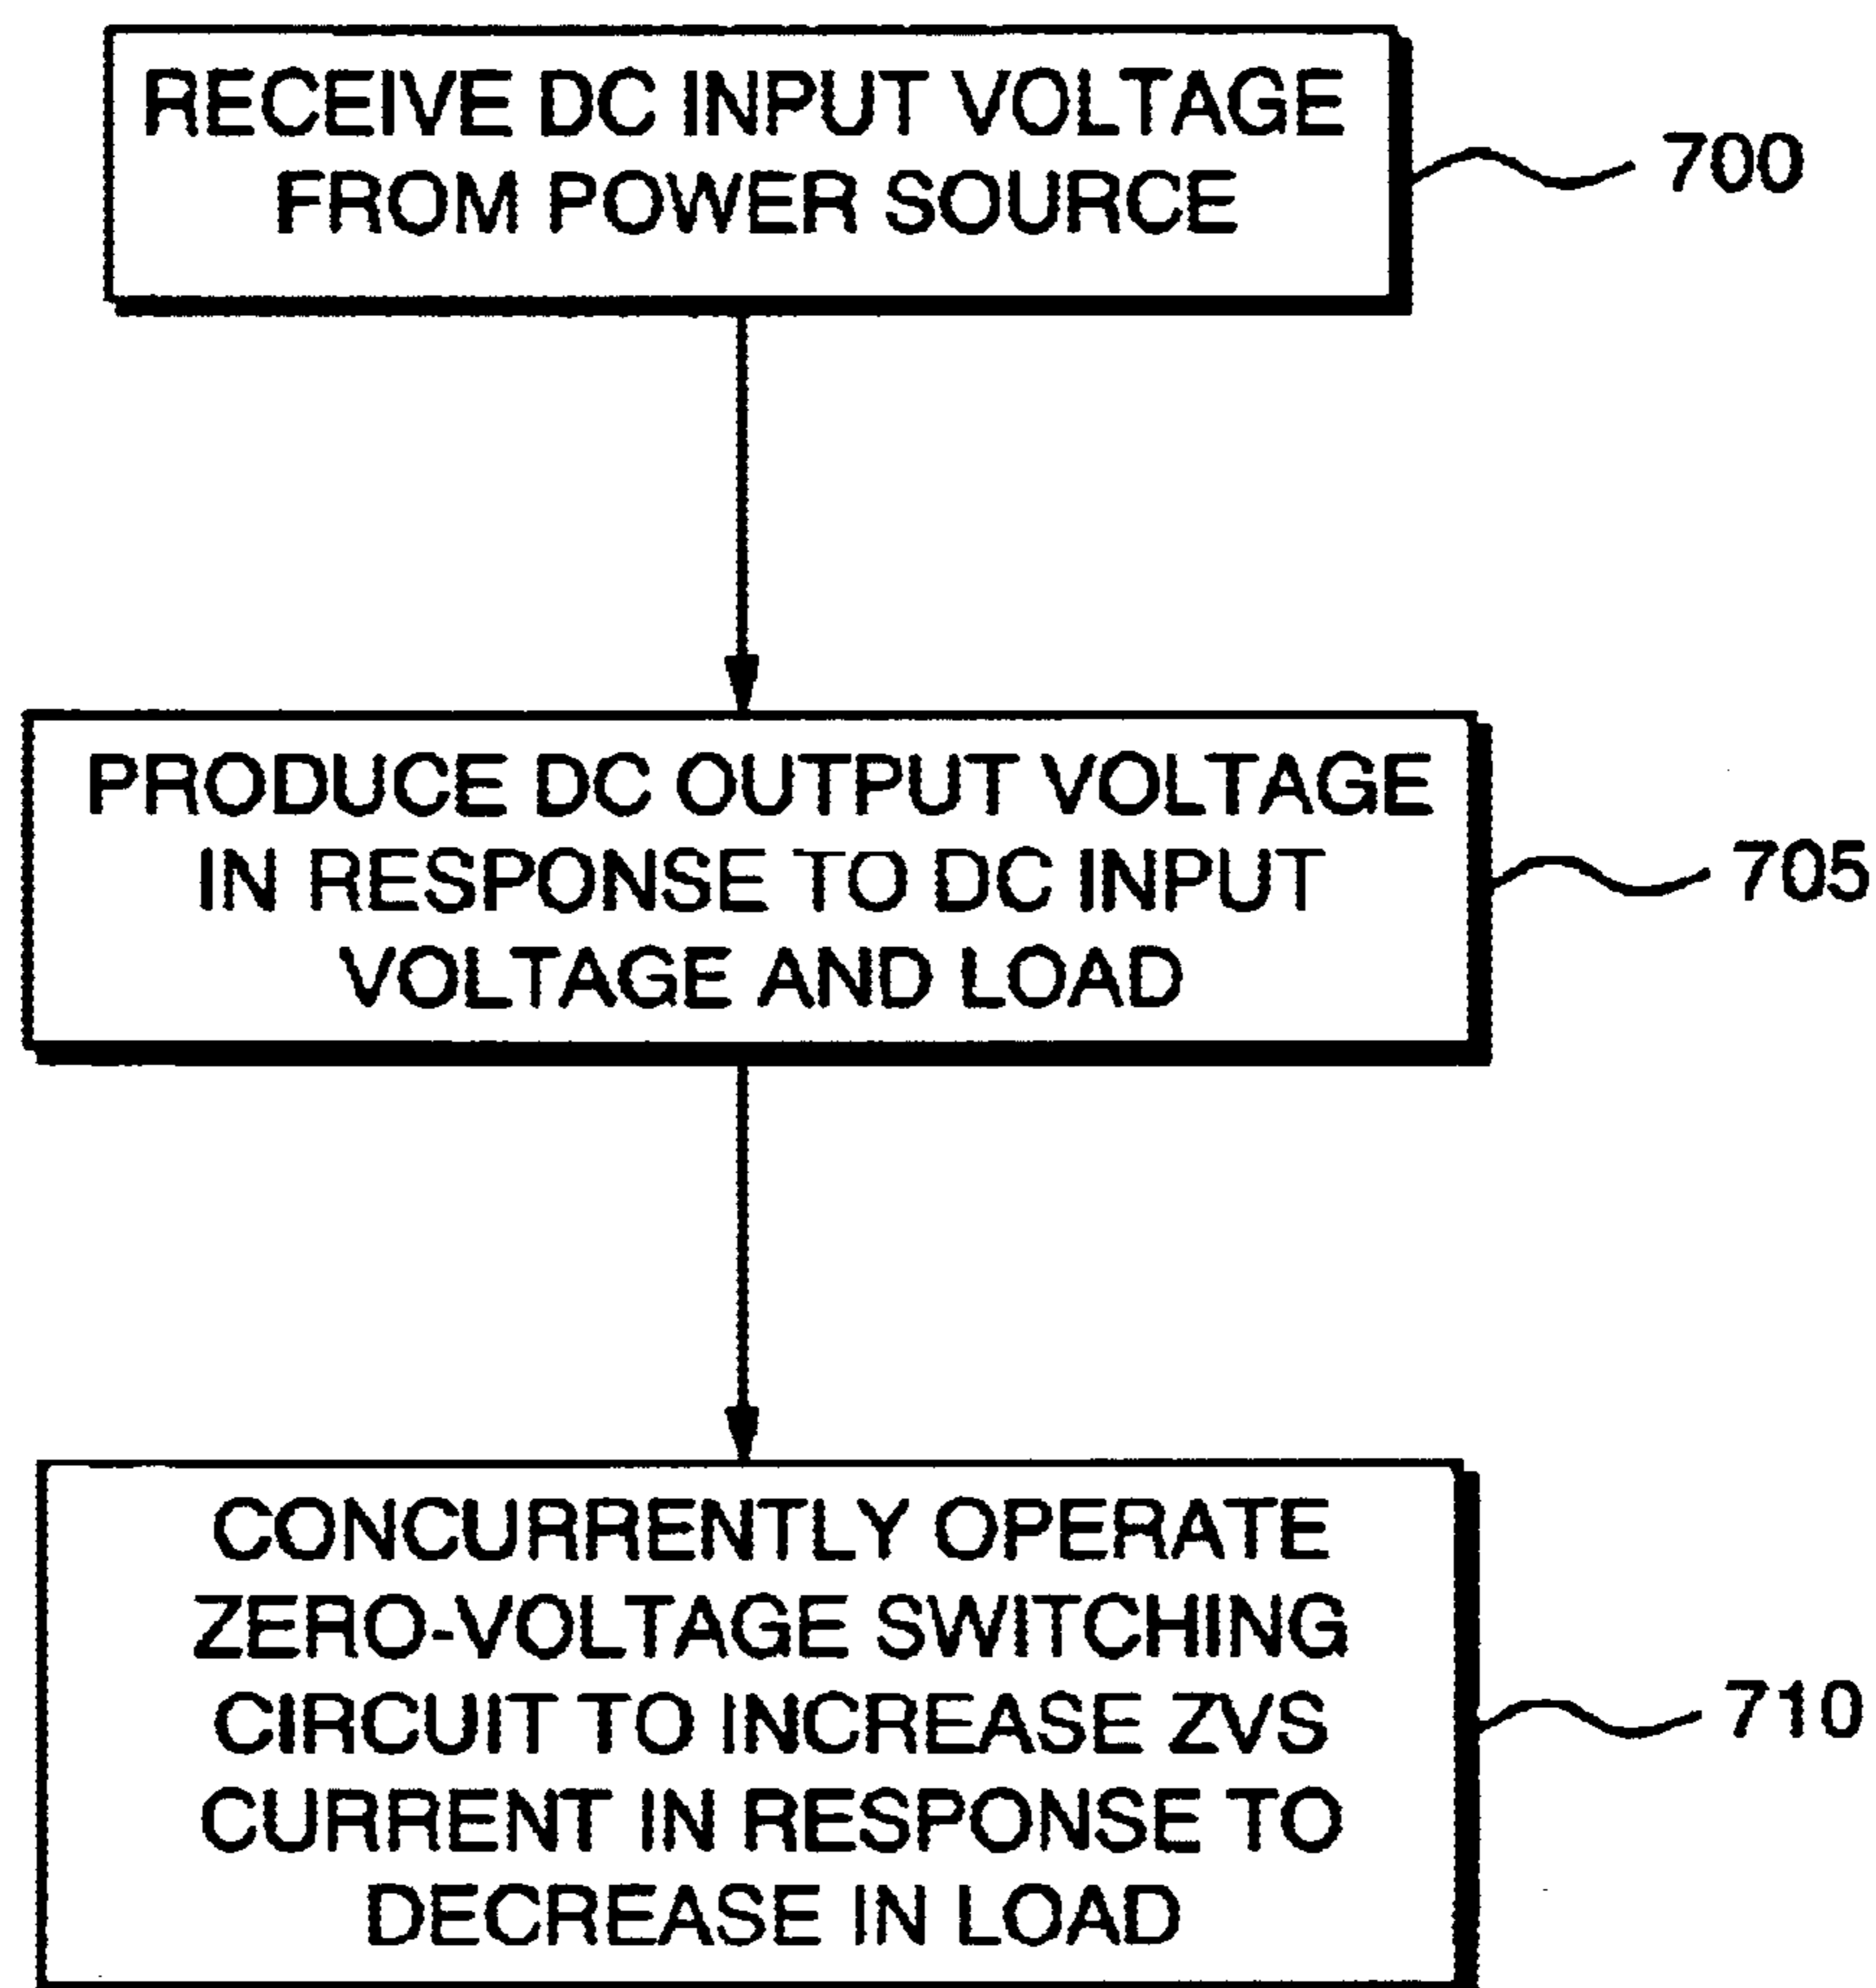 RECEIVE DC INPUT VOLTAGE
FROM POWER SOURCE
700
PRODUCE DC OUTPUT VOLTAGE
IN RESPONSE TO DC INPUT
VOLTAGE AND LOAD
705
CONCURRENTLY OPERATE
ZERO-VOLTAGE SWITCHING
CIRCUIT TO INCREASE ZVS
CURRENT IN RESPONSE TO
DECREASE IN LOAD
710